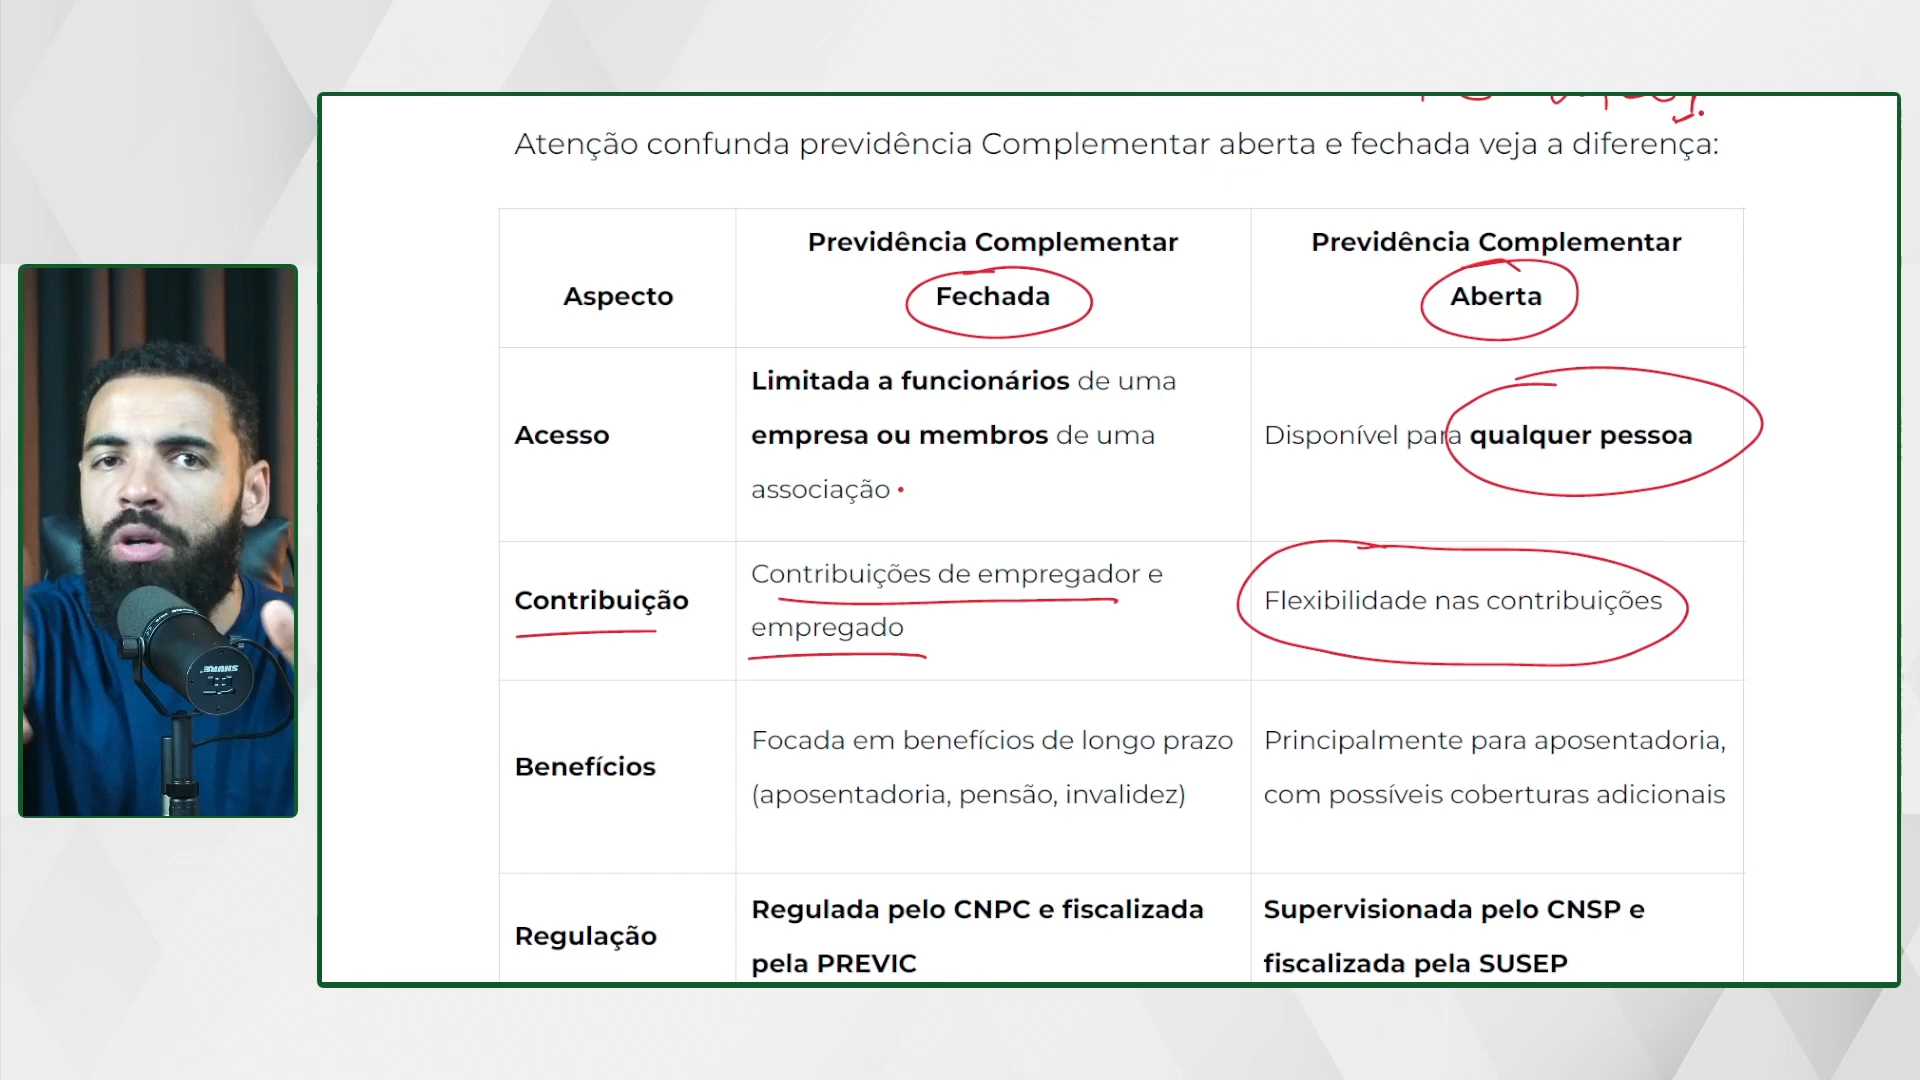 Atenção confunda previdência Complementar aberta e fechada veja a diferença:
Aspecto
Previdência Complementar
Fechada
Previdência Complementar
Aberta
Acesso
Limitada a funcionários de uma
empresa ou membros de uma
associação
Disponível para qualquer pessoa
Contribuição
Contribuições de empregador e
empregado
Flexibilidade nas contribuições
Benefícios
Focada em benefícios de longo prazo
(aposentadoria, pensão, invalidez)
Principalmente para aposentadoria,
com possíveis coberturas adicionais
Regulação
Regulada pelo CNPC e fiscalizada
pela PREVIC
Supervisionada pelo CNSP e
fiscalizada pela SUSEP
SHURE